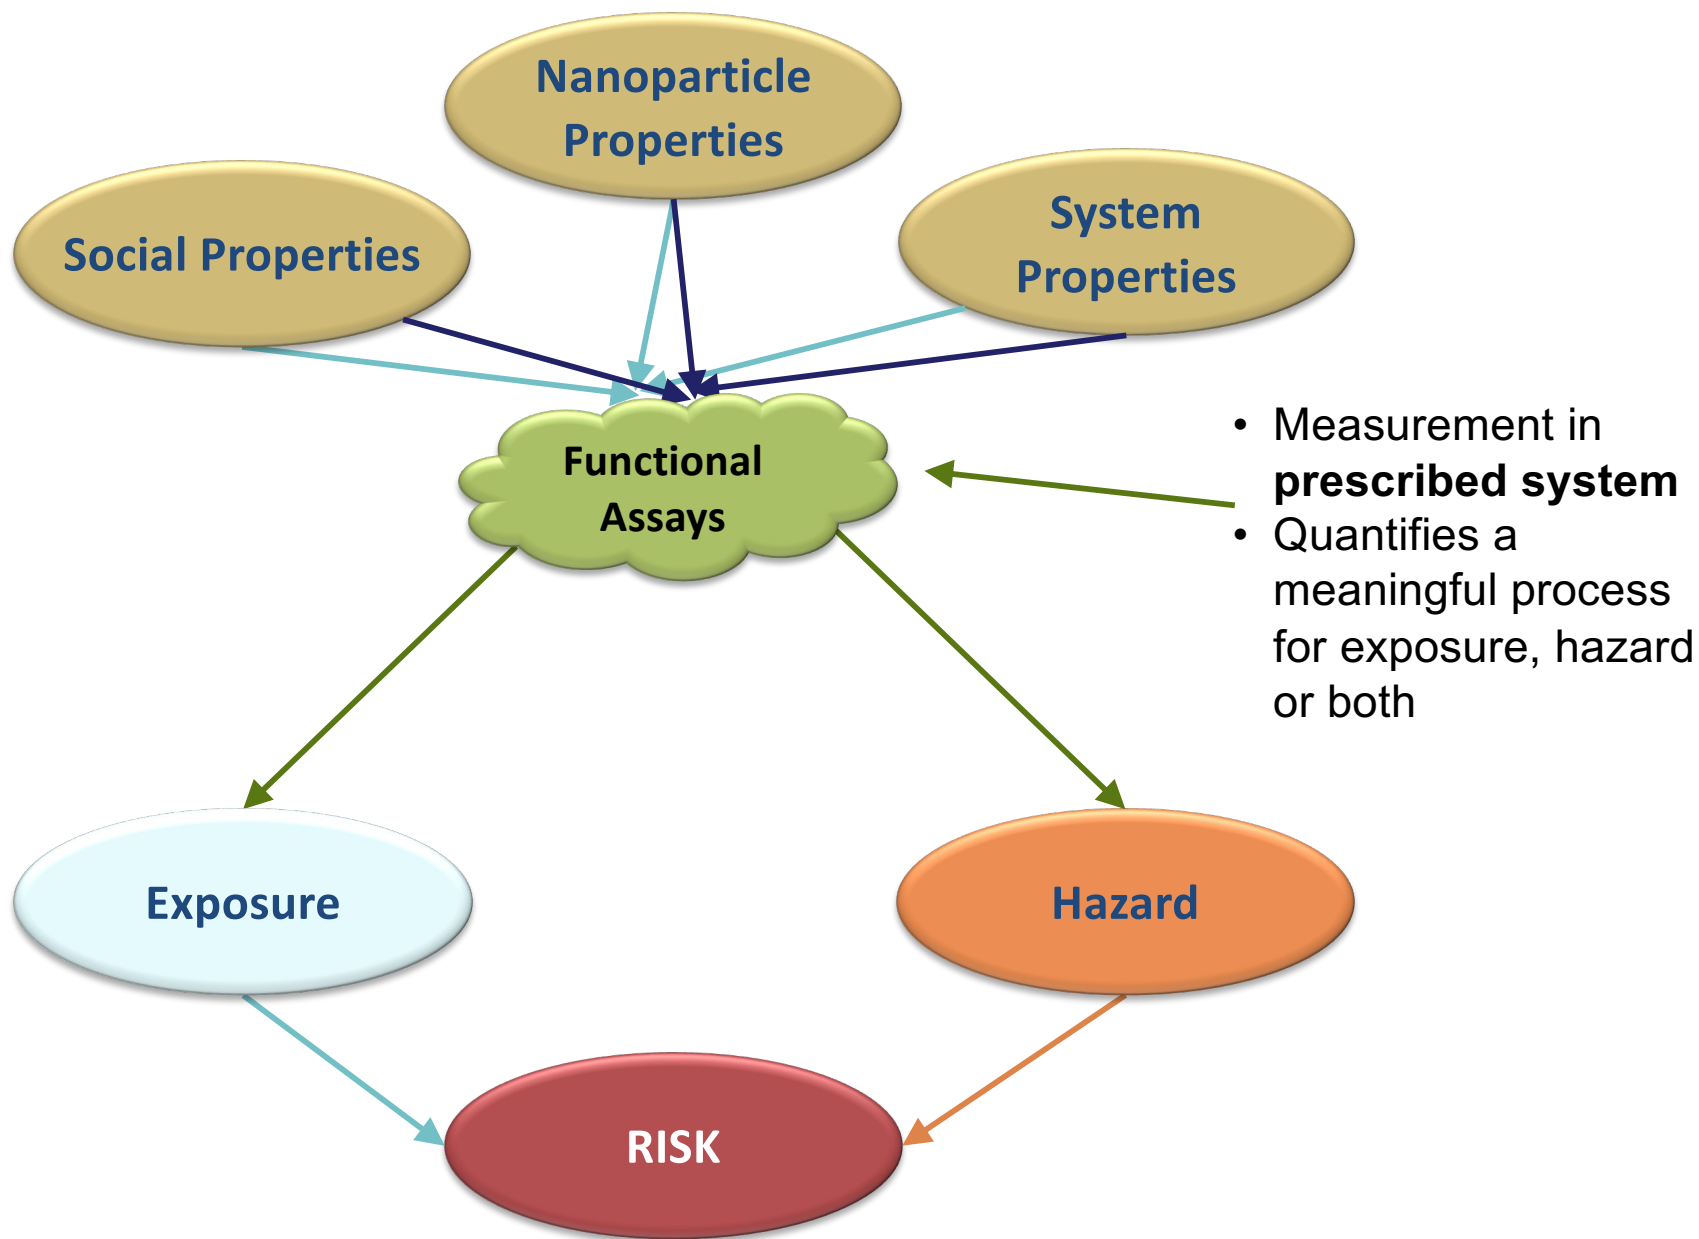 Nanoparticle
Properties
Social Properties
System
Properties
Functional
Assays
• Measurement in
prescribed system
• Quantifies a
meaningful process
for exposure, hazard
or both
Exposure
Hazard
RISK